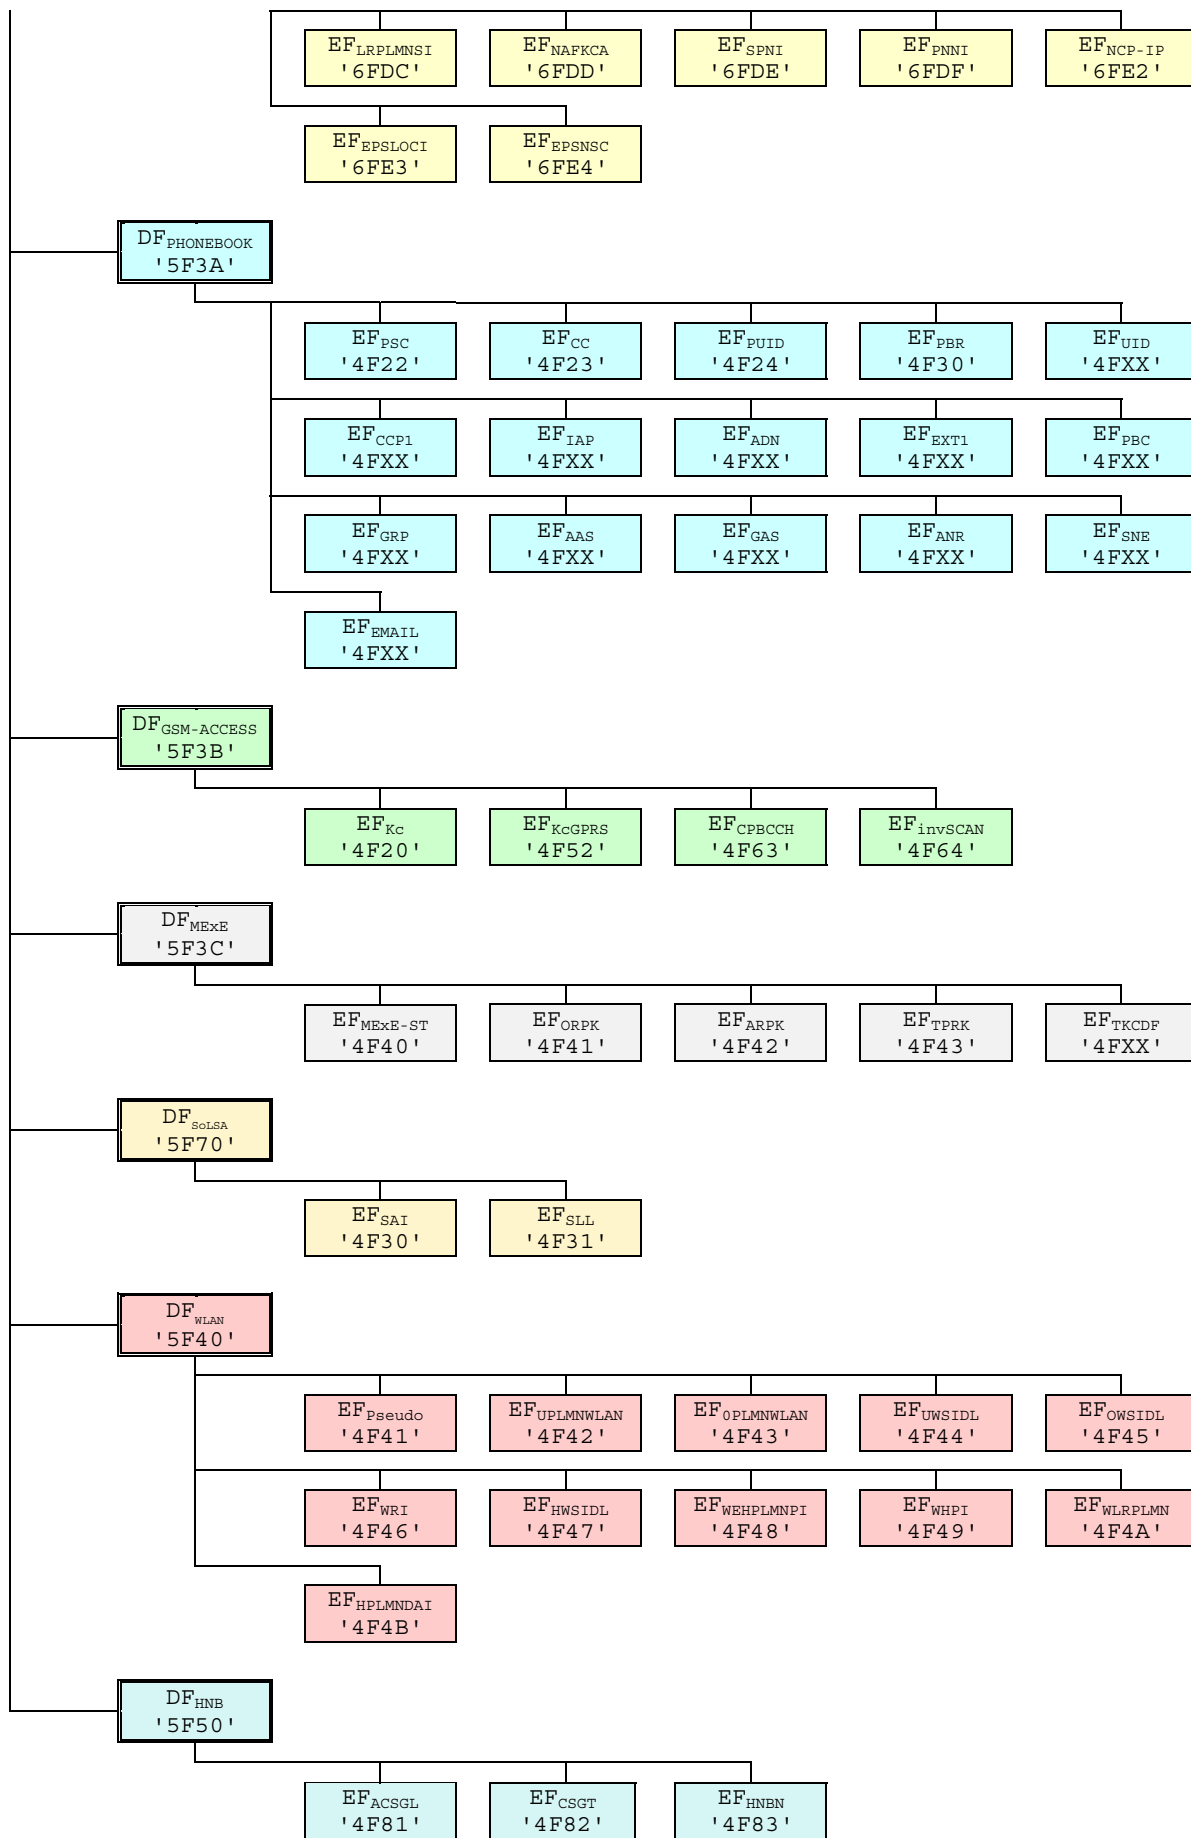 EFLRPLMNSI EFNAFKCA EFSPNI EFPNNI EFNCP-IP
'6FDC' '6FDD' '6FDE' '6FDF' '6FE2'
EFEPSLOCI EFEPSNSC
'6FE3' '6FE4'
DFPHONEBOOK
'5F3A'
EFPSC EFCC EFPUID EFPBR EFUID
'4F22' '4F23' '4F24' '4F30' '4FXX'
EFCCP1 EFIAP EFADN EFEXT1 EFPBC
'4FXX' '4FXX' '4FXX' '4FXX' '4FXX'
EFGRP EFAAS EFGAS EFANR EFSNE
'4FXX' '4FXX' '4FXX' '4FXX' '4FXX'
EFEMAIL
'4FXX'
DFGSM-ACCESS
'5F3B'
EFKc EFKcGPRS EFCPBCCH EFinvSCAN
'4F20' '4F52' '4F63' '4F64'
DFMExE
'5F3C'
EFMExE-ST EFORPK EFARPK EFTPRK EFTKCDF
'4F40' '4F41' '4F42' '4F43' '4FXX'
DFSoLSA
'5F70'
EFSAI EFSLL
'4F30' '4F31'
DFWLAN
'5F40'
EFPseudo EFUPLMNWLAN EF0PLMNWLAN EFUWSIDL EFOWSIDL
'4F41' '4F42' '4F43' '4F44' '4F45'
EFWRI EFHWSIDL EFWEHPLMNPI EFWHPI EFWLRPLMN
'4F46' '4F47' '4F48' '4F49' '4F4A'
EFHPLMNDAI
'4F4B'
DFHNB
'5F50'
EFACSGL EFCSGT EFHNBN
'4F81' '4F82' '4F83'